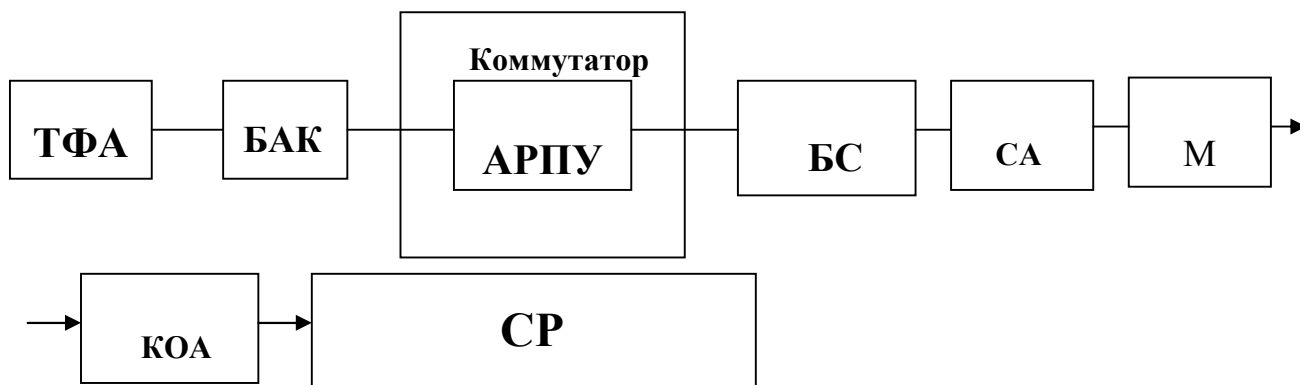 Коммутатор
ТФА
БАК
АРПУ
БС
СА
М
КОА
СР